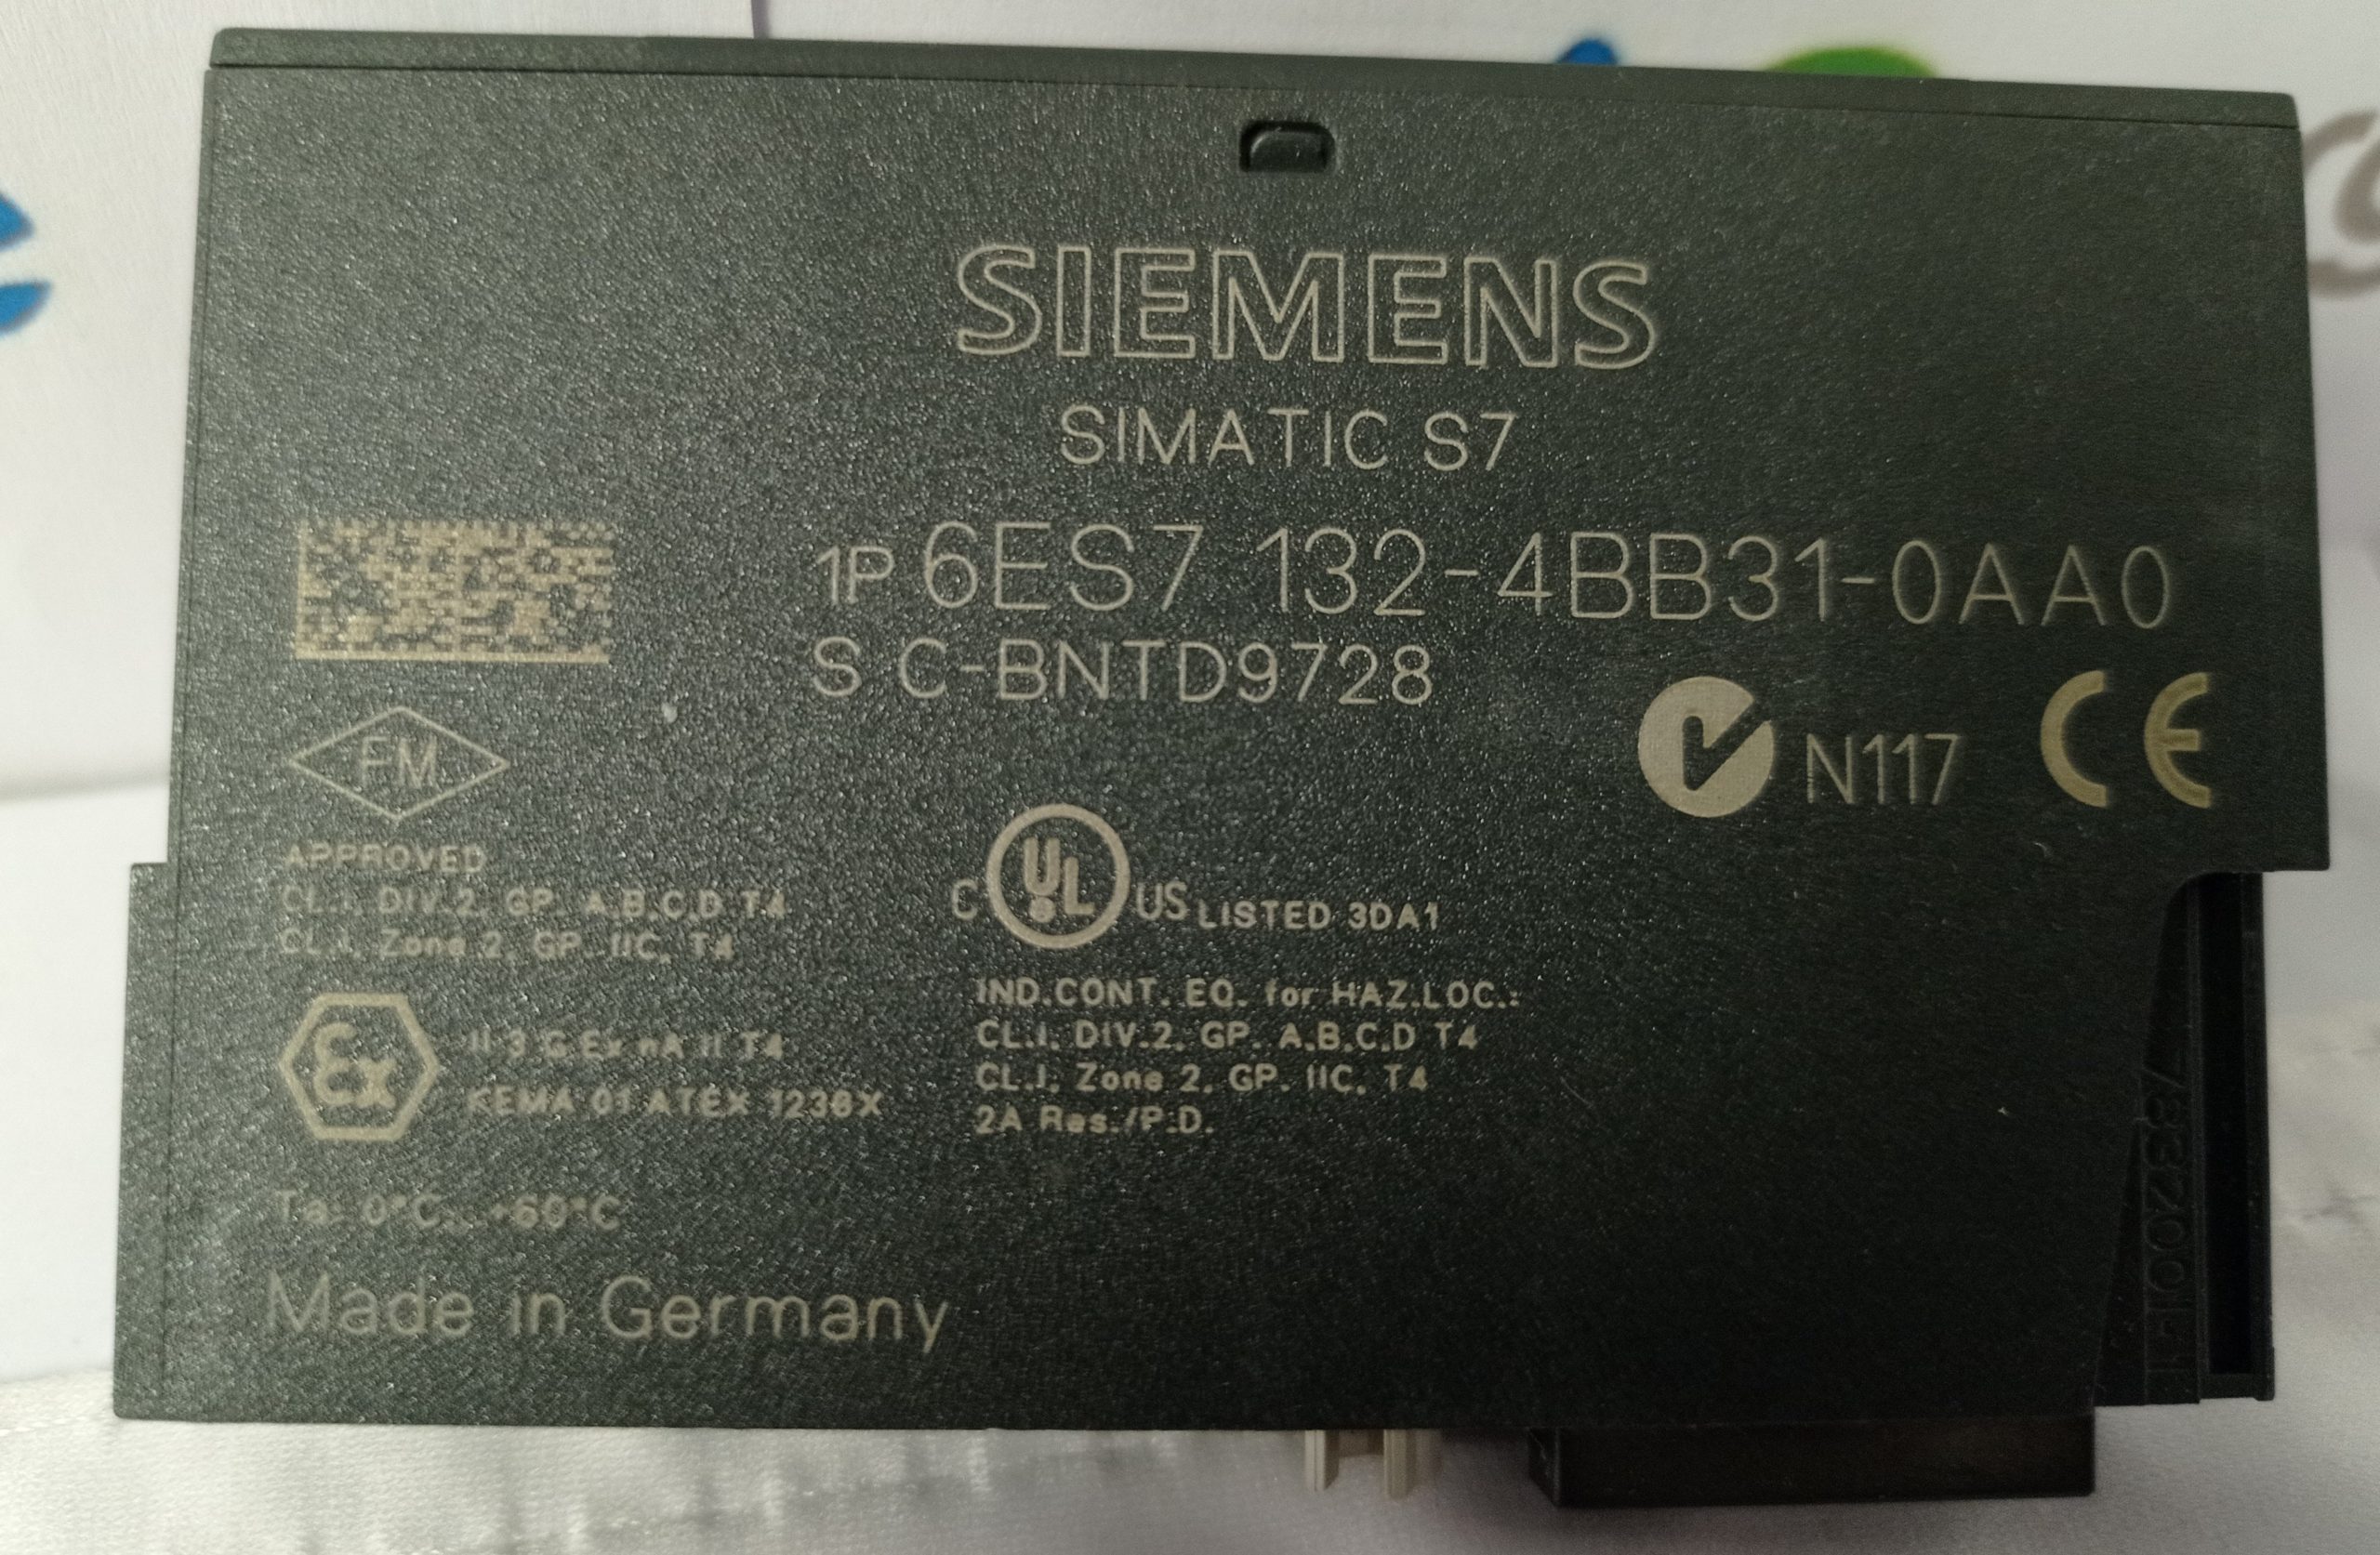 SIEMENS
SIMATIC S7
1P 6ES7 132-4BB31-0AA0
S C-BNTD9728
N117 CE
FM
APPROVED
CL.I, DIV.2, GP. A.B.C.D T4
CL.I, Zone 2, GP. IIC, T4
C UL US LISTED 3DA1
IND.CONT. EQ. for HAZ.LOC.:
CL.I, DIV.2, GP. A.B.C.D T4
CL.I, Zone 2, GP. IIC, T4
2A Res./P.D.
Ex II 3 G Ex nA II T4
KEMA 01 ATEX 1238X
Ta: 0°C...+60°C
Made in Germany